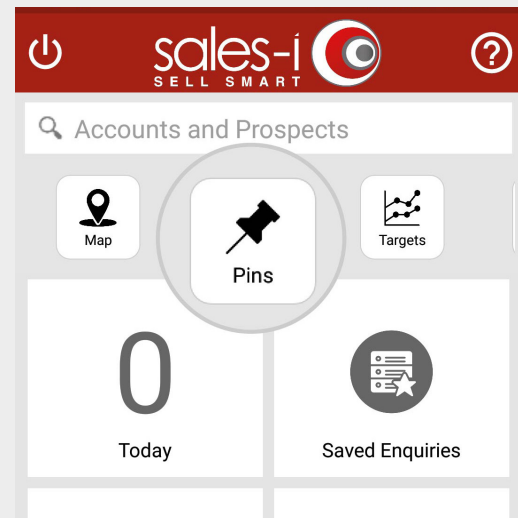 sales-i
SELL SMART
?
Accounts and Prospects
Map
Pins
Targets
0
Today
Saved Enquiries